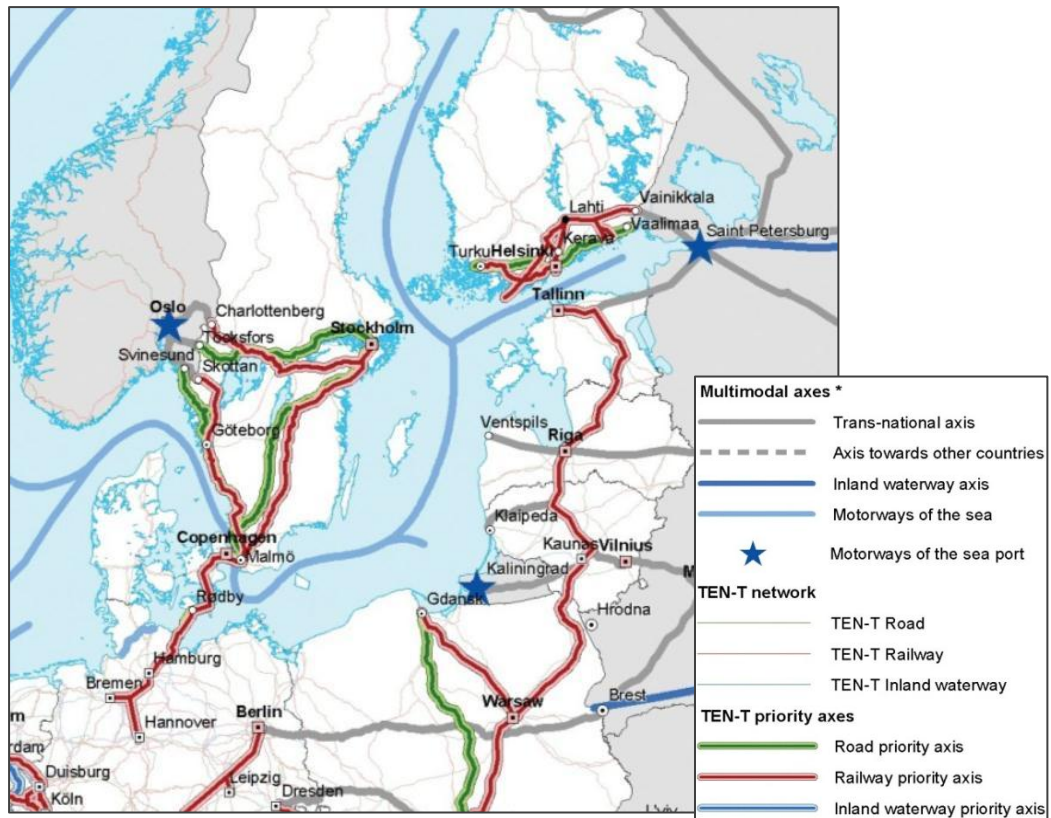 Vainikkala
Lahti
Vaalimaa
Saint Petersburg
Turku
Helsinki
Kerava
Tallinn
Oslo
Charlottenberg
Töcksfors
Stockholm
Svinesund
Skottan
Göteborg
Ventspils
Riga
Klaipeda
Copenhagen
Malmö
Kaunas
Vilnius
Kaliningrad
M
Rødby
Gdansk
Hrodna
Hamburg
Bremen
Warsaw
Brest
Hannover
Berlin
Duisburg
Leipzig
Köln
Dresden
Multimodal axes *
Trans-national axis
Axis towards other countries
Inland waterway axis
Motorways of the sea
Motorways of the sea port
TEN-T network
TEN-T Road
TEN-T Railway
TEN-T Inland waterway
TEN-T priority axes
Road priority axis
Railway priority axis
Inland waterway priority axis